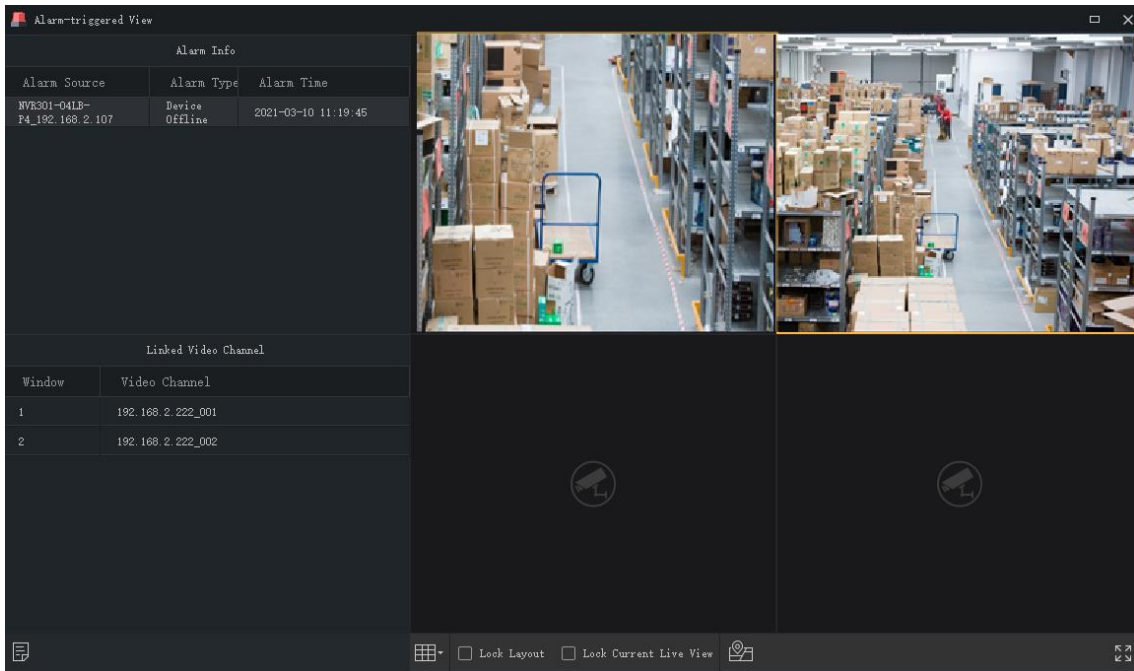 Alarm-triggered View
Alarm Info
Alarm Source Alarm Type Alarm Time
NVR301-04LB-
P4_192.168.2.107
Device
Offline
2021-03-10 11:19:45
Linked Video Channel
Window Video Channel
1 192.168.2.222_001
2 192.168.2.222_002
Lock Layout Lock Current Live View